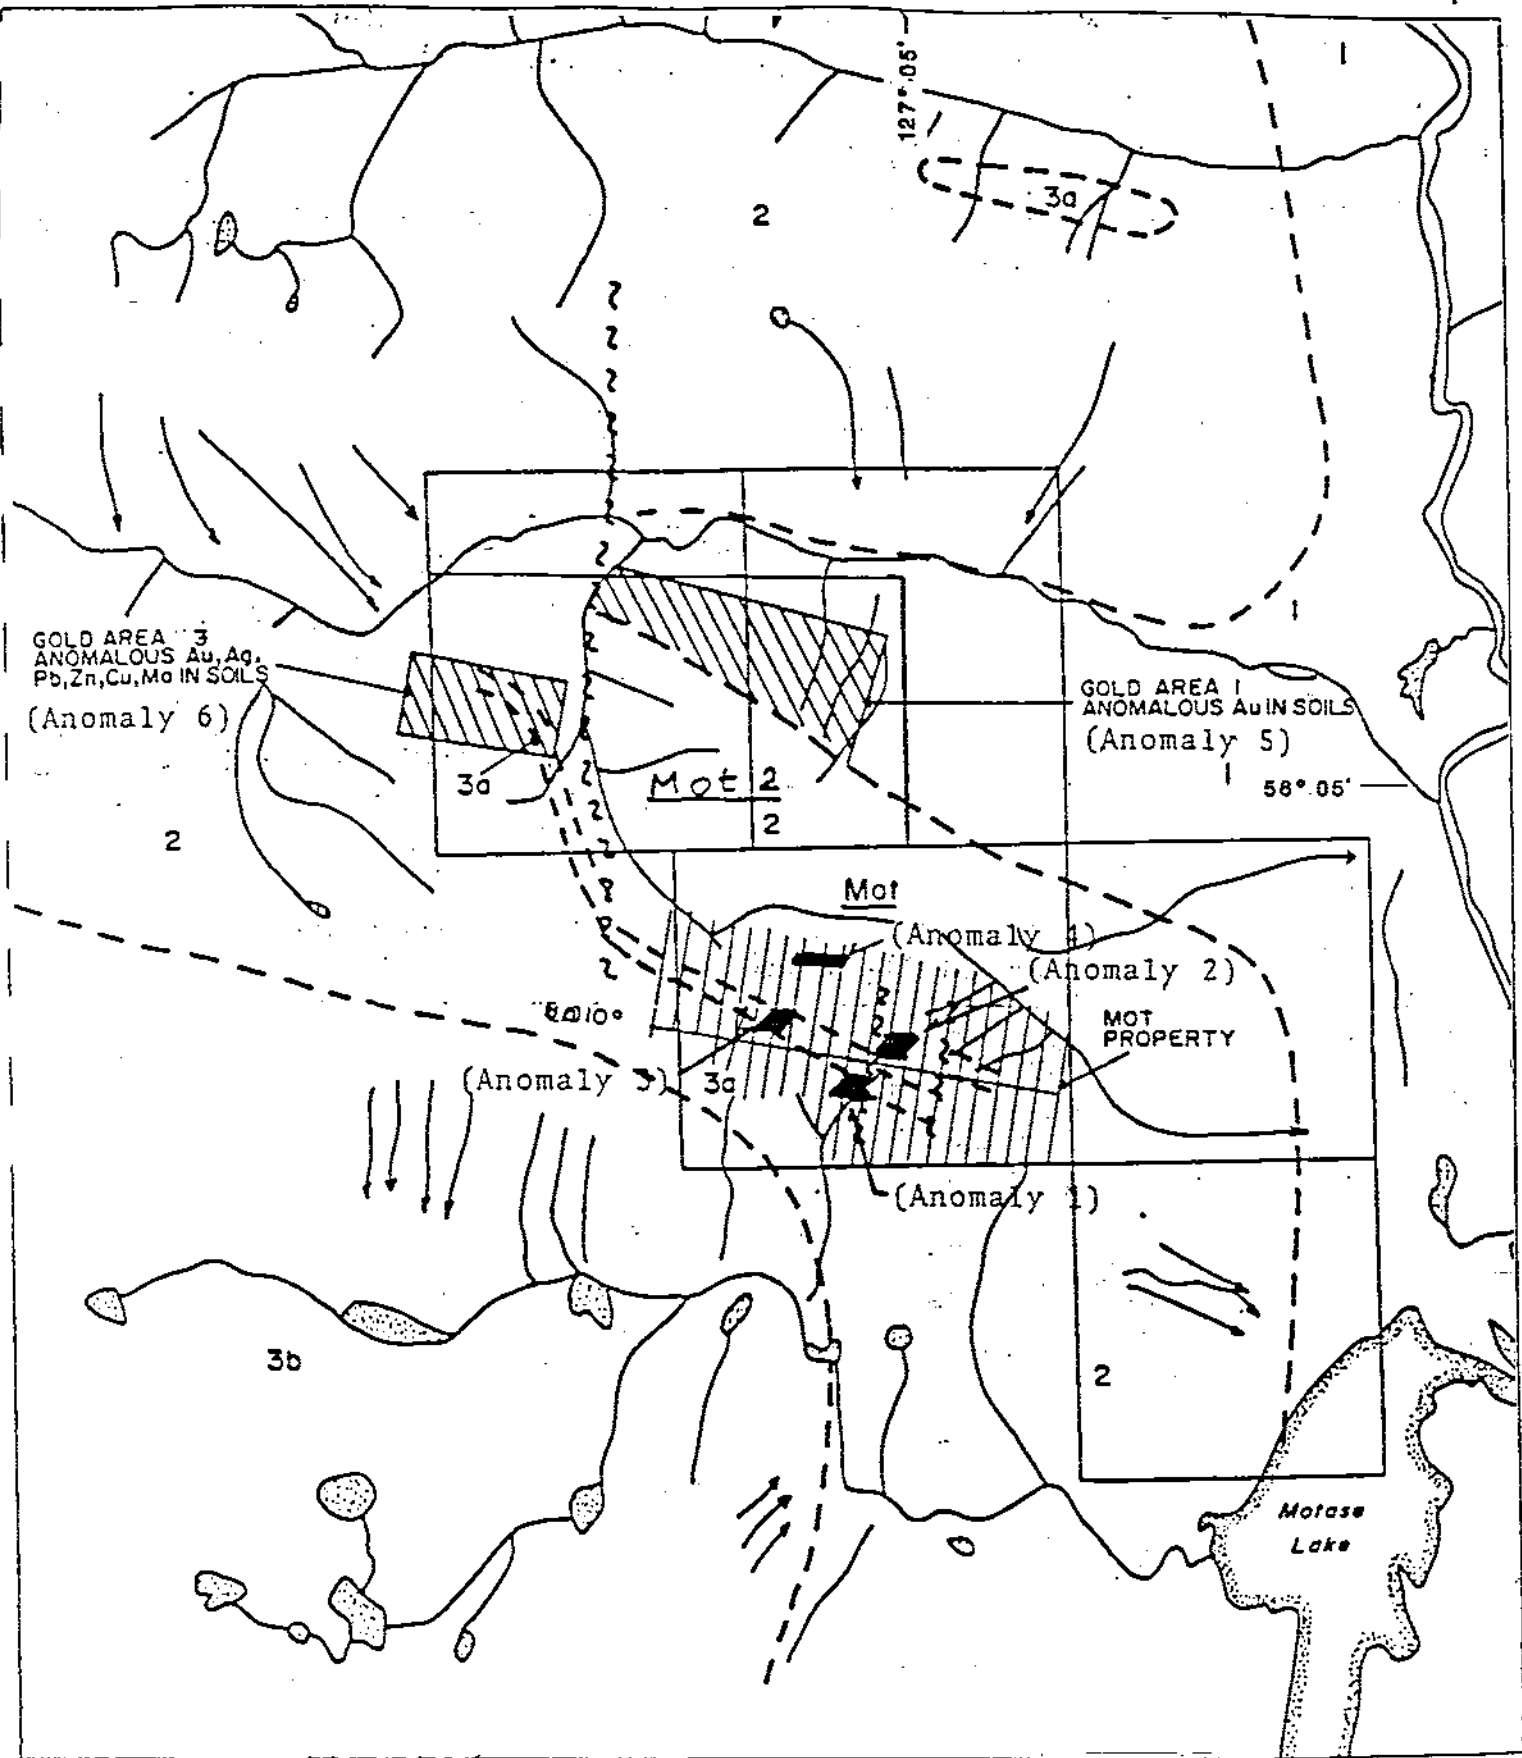 127°.05'
1
2
3a
GOLD AREA 3
ANOMALOUS Au,Ag,
Pb,Zn,Cu,Mo IN SOILS
(Anomaly 6)
1
GOLD AREA 1
ANOMALOUS Au IN SOILS
(Anomaly 5)
1
58°.05'
3a
Mot 2
2
2
Mot
(Anomaly 4)
(Anomaly 2)
MOT
PROPERTY
(Anomaly 3)
3a
(Anomaly 1)
3b
2
Motase
Lake